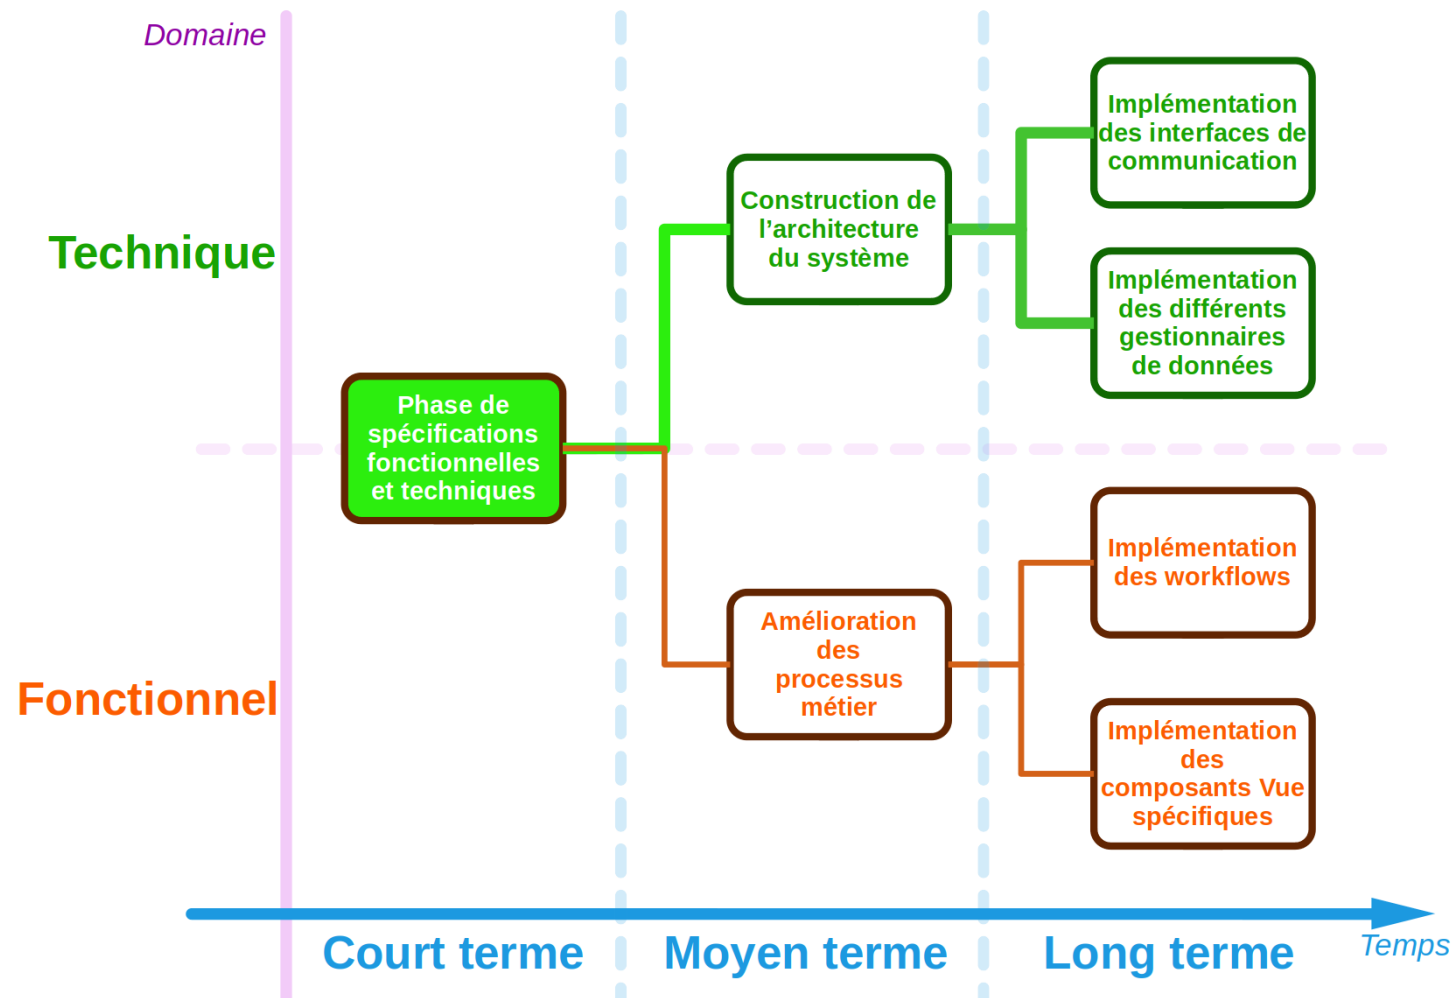 Domaine
Technique
Fonctionnel
Phase de
spécifications
fonctionnelles
et techniques
Construction de
l’architecture
du système
Amélioration
des
processus
métier
Implémentation
des interfaces de
communication
Implémentation
des différents
gestionnaires
de données
Implémentation
des workflows
Implémentation
des
composants Vue
spécifiques
Court terme
Moyen terme
Long terme
Temps